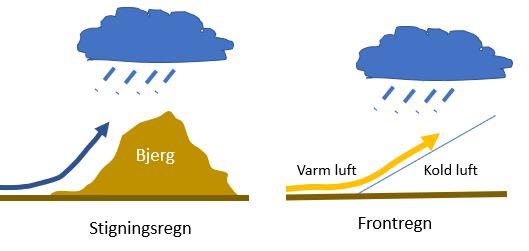 Bjerg
Stigningsregn
Varm luft
Kold luft
Frontregn